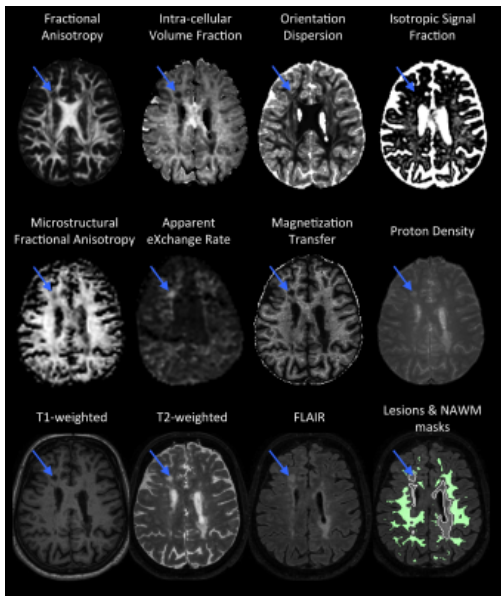 Fractional
Anisotropy
Intra-cellular
Volume Fraction
Orientation
Dispersion
Isotropic Signal
Fraction
Microstructural
Fractional Anisotropy
Apparent
eXchange Rate
Magnetization
Transfer
Proton Density
T1-weighted
T2-weighted
FLAIR
Lesions & NAWM
masks